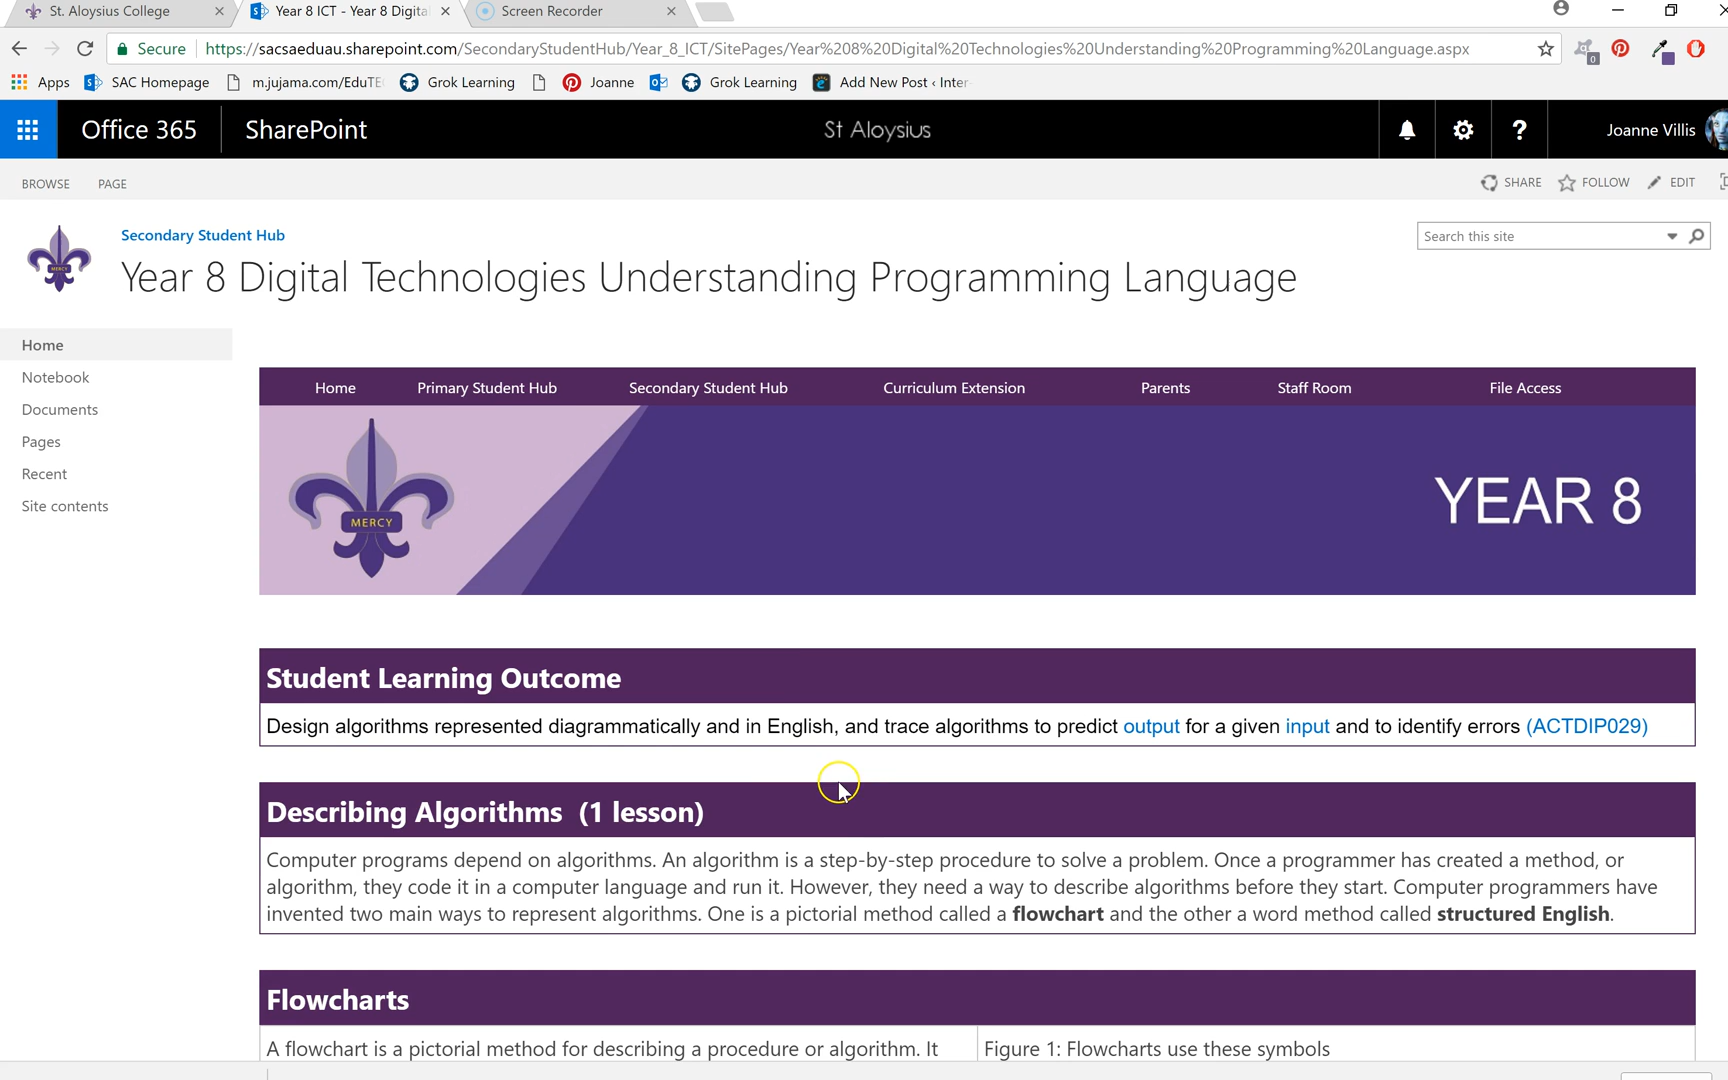 St. Aloysius College
Year 8 ICT - Year 8 Digita
Screen Recorder
Secure
https://sacsaeduau.sharepoint.com/SecondaryStudentHub/Year_8_ICT/SitePages/Year%208%20Digital%20Technologies%20Understanding%20Programming%20Language.aspx
0
Apps
SAC Homepage
m.jujama.com/EduTE
Grok Learning
Joanne
Grok Learning
Add New Post ‹ Inter
Office 365
SharePoint
St Aloysius
?
Joanne Villis
BROWSE
PAGE
SHARE
FOLLOW
EDIT
MERCY
Secondary Student Hub
Search this site
Year 8 Digital Technologies Understanding Programming Language
Home
Notebook
Documents
Pages
Recent
Site contents
Home
Primary Student Hub
Secondary Student Hub
Curriculum Extension
Parents
Staff Room
File Access
MERCY
YEAR 8
Student Learning Outcome
Design algorithms represented diagrammatically and in English, and trace algorithms to predict output for a given input and to identify errors (ACTDIP029)
Describing Algorithms (1 lesson)
Computer programs depend on algorithms. An algorithm is a step-by-step procedure to solve a problem. Once a programmer has created a method, or
algorithm, they code it in a computer language and run it. However, they need a way to describe algorithms before they start. Computer programmers have
invented two main ways to represent algorithms. One is a pictorial method called a flowchart and the other a word method called structured English.
Flowcharts
A flowchart is a pictorial method for describing a procedure or algorithm. It
Figure 1: Flowcharts use these symbols